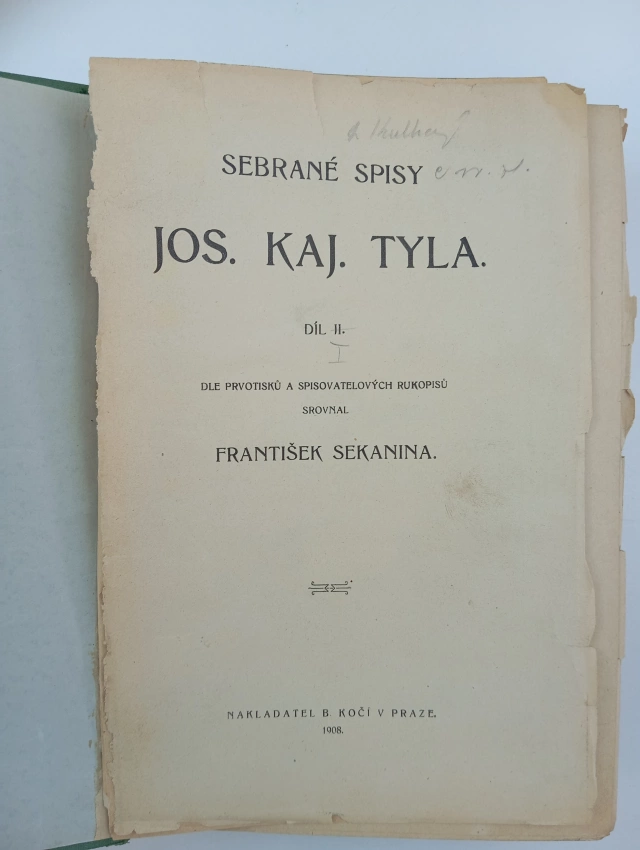 SEBRANÉ SPISY
JOS. KAJ. TYLA.
DÍL II.
I
DLE PRVOTISKŮ A SPISOVATELOVÝCH RUKOPISŮ
SROVNAL
FRANTIŠEK SEKANINA.
NAKLADATEL B. KOČÍ V PRAZE,
1908.